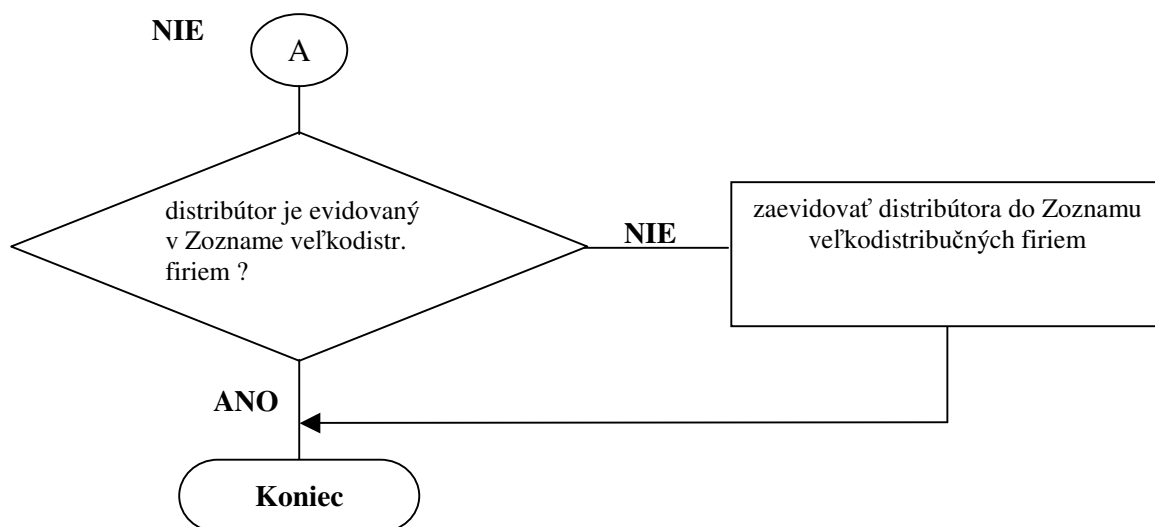 NIE
A
distribútor je evidovaný
v Zozname veľkodistr.
firiem ?
NIE
zaevidovať distribútora do Zoznamu
veľkodistribučných firiem
ANO
Koniec